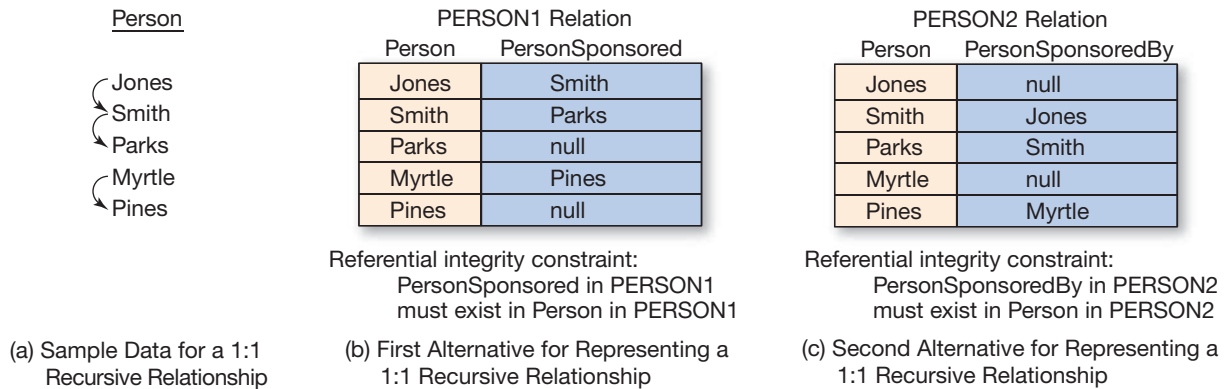 Person
Jones
Smith
Parks
Myrtle
Pines
(a) Sample Data for a 1:1
Recursive Relationship
PERSON1 Relation
Person PersonSponsored
Jones Smith
Smith Parks
Parks null
Myrtle Pines
Pines null
Referential integrity constraint:
PersonSponsored in PERSON1
must exist in Person in PERSON1
(b) First Alternative for Representing a
1:1 Recursive Relationship
PERSON2 Relation
Person PersonSponsoredBy
Jones null
Smith Jones
Parks Smith
Myrtle null
Pines Myrtle
Referential integrity constraint:
PersonSponsoredBy in PERSON2
must exist in Person in PERSON2
(c) Second Alternative for Representing a
1:1 Recursive Relationship